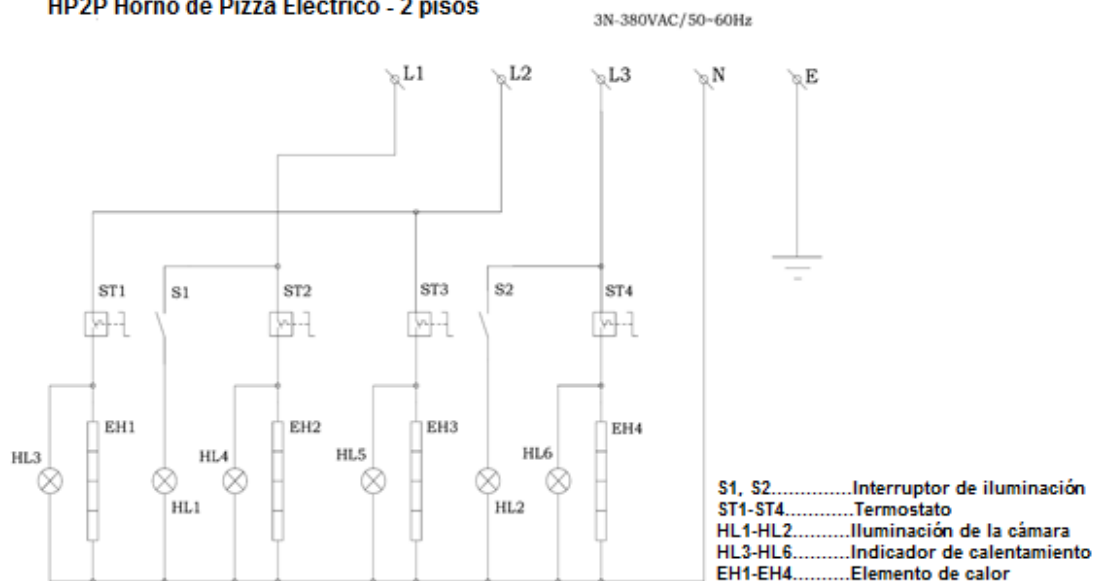 HP2P Horno de Pizza Eléctrico - 2 pisos
3N-380VAC/50~60Hz
L1
L2
L3
N
E
ST1
S1
ST2
ST3
S2
ST4
EH1
EH2
EH3
EH4
HL3
HL4
HL5
HL6
HL1
HL2
S1, S2..............Interruptor de iluminación
ST1-ST4............Termostato
HL1-HL2..........Iluminación de la cámara
HL3-HL6..........Indicador de calentamiento
EH1-EH4..........Elemento de calor